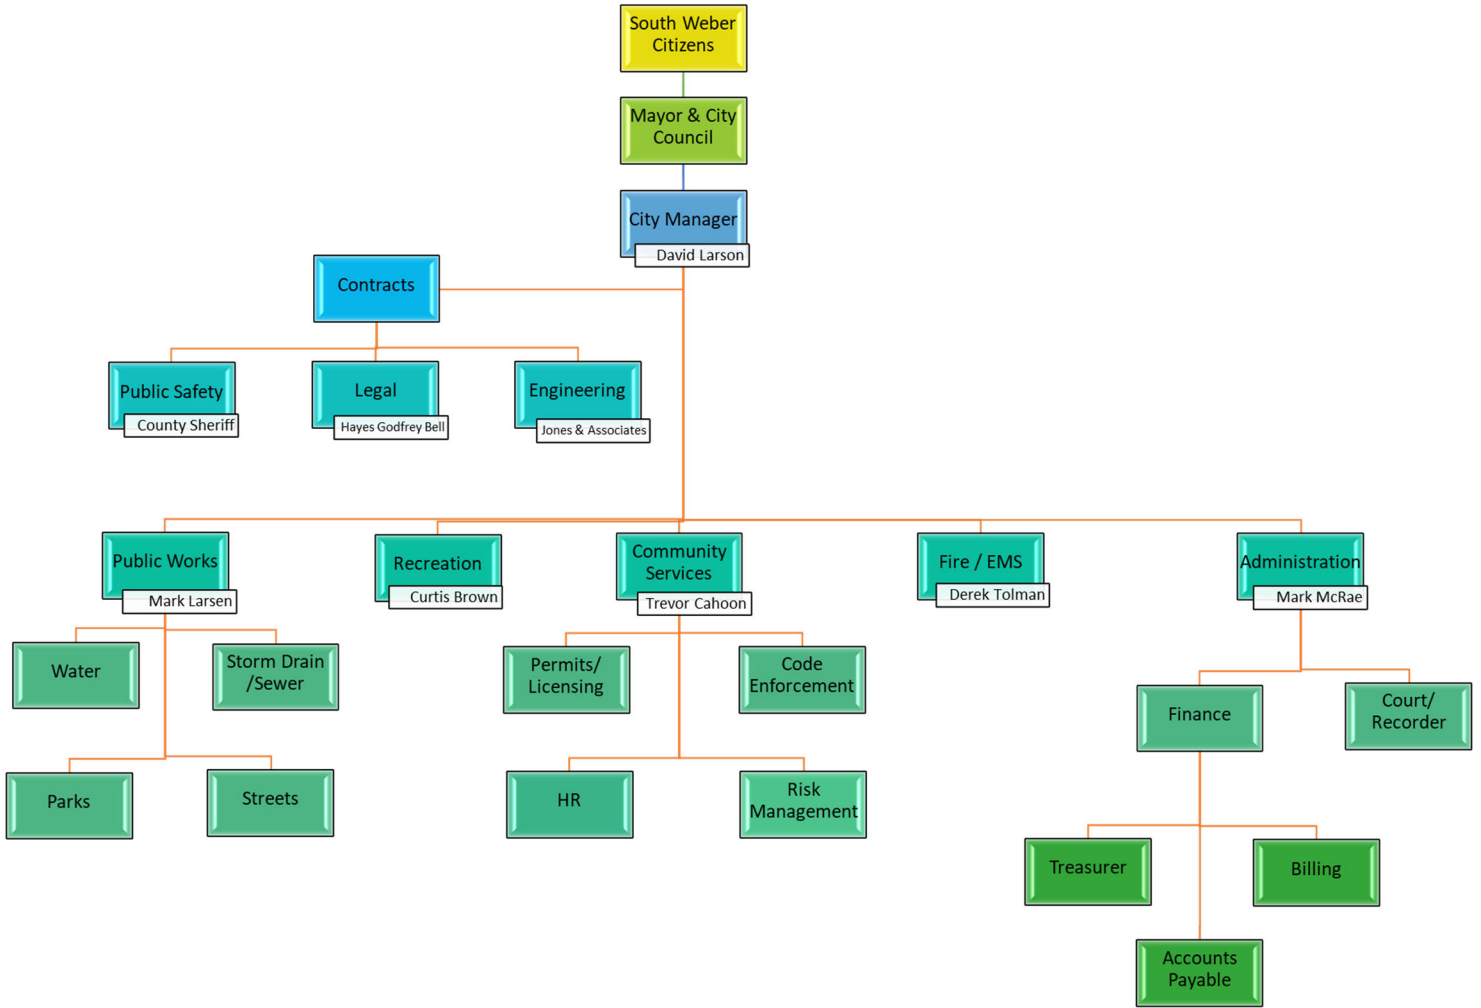 South Weber
Citizens
Mayor & City
Council
City Manager
David Larson
Contracts
Public Safety
County Sheriff
Legal
Hayes Godfrey Bell
Engineering
Jones & Associates
Public Works
Mark Larsen
Recreation
Curtis Brown
Community
Services
Trevor Cahoon
Fire / EMS
Derek Tolman
Administration
Mark McRae
Water
Storm Drain
/Sewer
Parks
Streets
Permits/
Licensing
Code
Enforcement
HR
Risk
Management
Finance
Court/
Recorder
Treasurer
Billing
Accounts
Payable